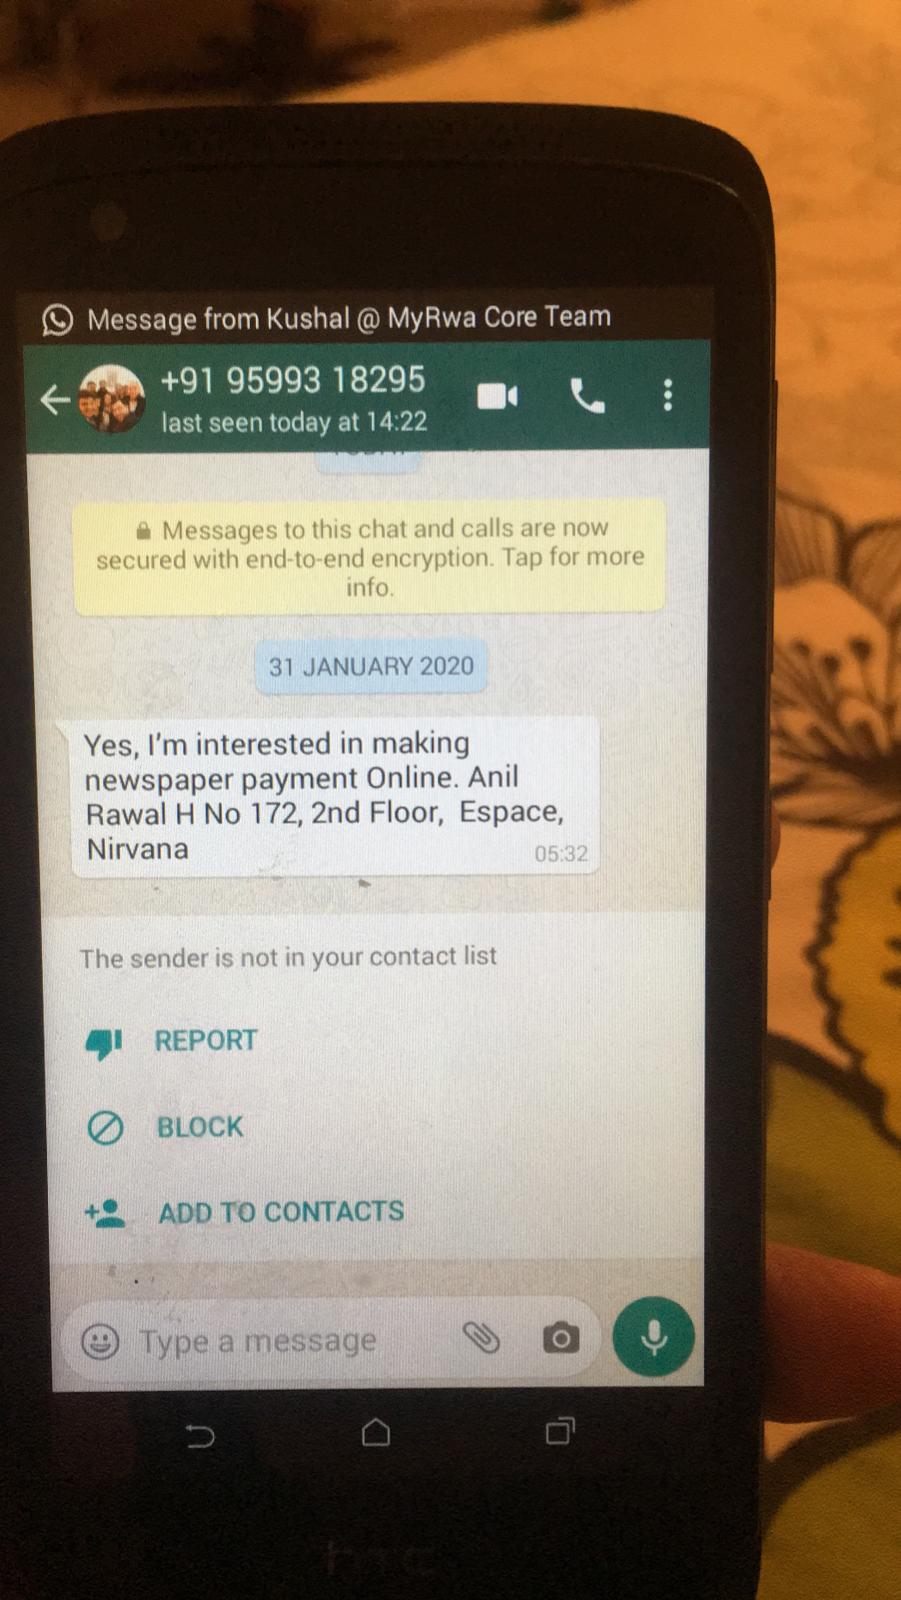 Message from Kushal @ MyRwa Core Team
+91 95993 18295
last seen today at 14:22
Messages to this chat and calls are now
secured with end-to-end encryption. Tap for more
info.
31 JANUARY 2020
Yes, I'm interested in making
newspaper payment Online. Anil
Rawal H No 172, 2nd Floor, Espace,
Nirvana
05:32
The sender is not in your contact list
REPORT
BLOCK
ADD TO CONTACTS
Type a message
htc